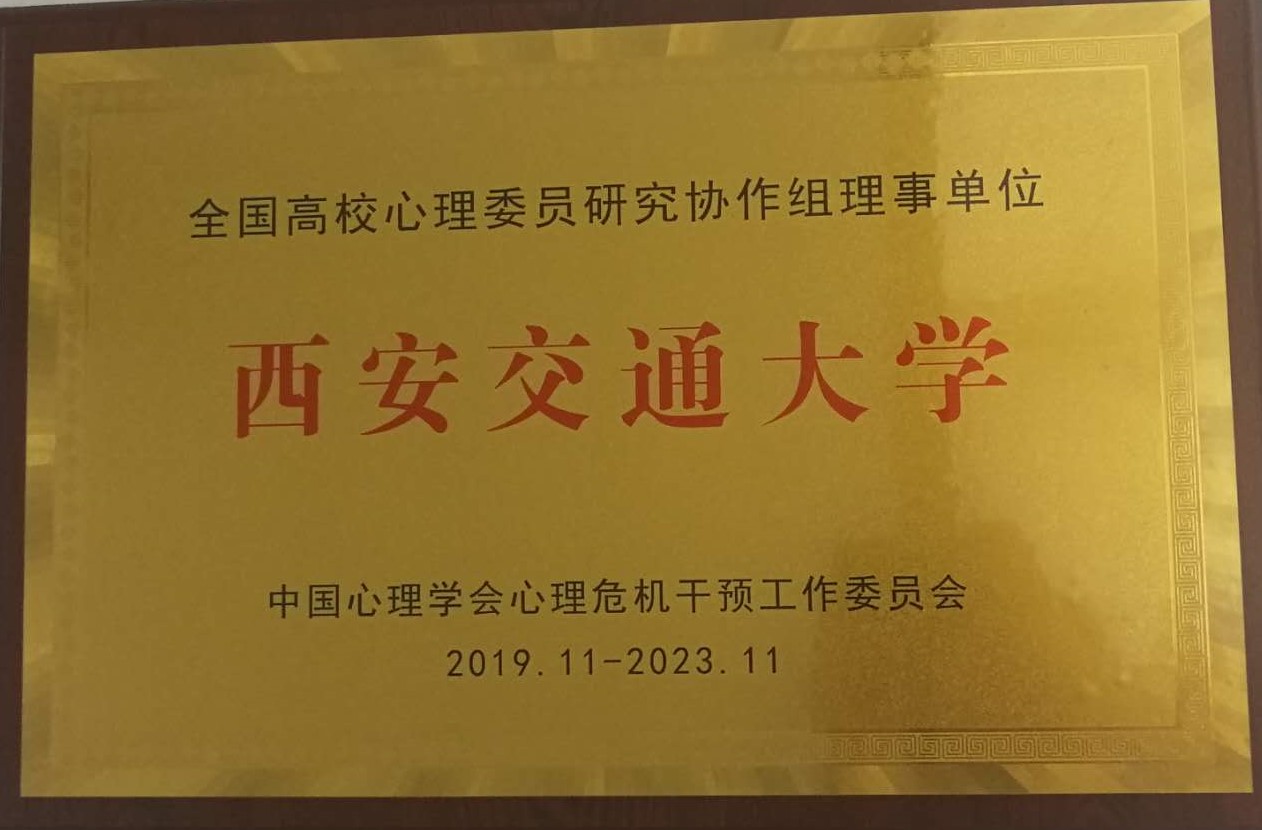 全国高校心理委员研究协作组理事单位
西安交通大学
中国心理学会心理危机干预工作委员会
2019.11-2023.11